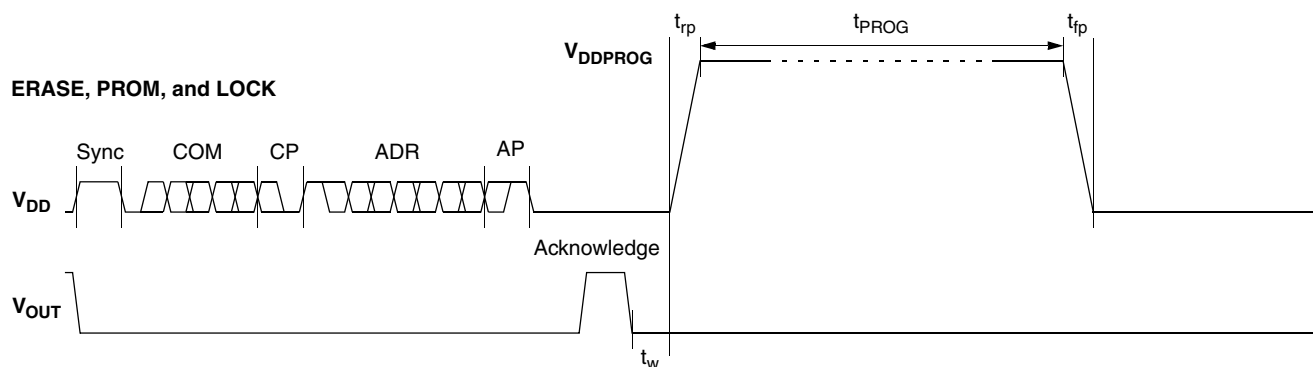 t_rp t_PROG t_fp
V_DDPROG
ERASE, PROM, and LOCK
Sync COM CP ADR AP
V_DD
Acknowledge
V_OUT
t_w